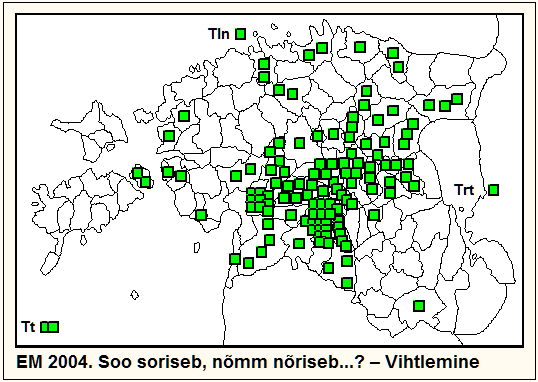 Tln
Trt
Tt
EM 2004. Soo soriseb, nõmm nõriseb...? – Vihtlemine